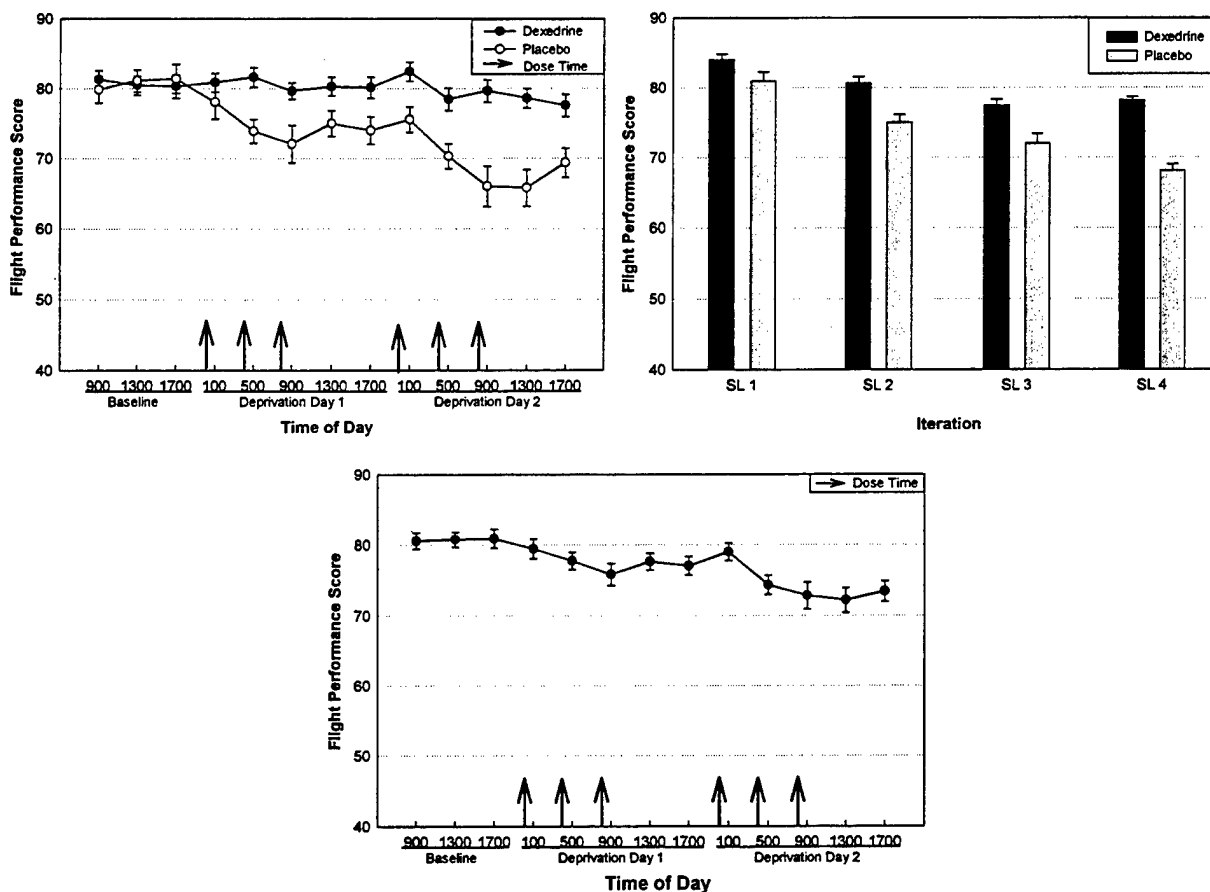 90
80
70
60
50
40
Flight Performance Score
Dexedrine
Placebo
Dose Time
900 1300 1700 100 500 900 1300 1700 100 500 900 1300 1700
Baseline Deprivation Day 1 Deprivation Day 2
Time of Day
90
80
70
60
50
40
Flight Performance Score
Dexedrine
Placebo
SL 1 SL 2 SL 3 SL 4
Iteration
90
80
70
60
50
40
Flight Performance Score
Dose Time
900 1300 1700 100 500 900 1300 1700 100 500 900 1300 1700
Baseline Deprivation Day 1 Deprivation Day 2
Time of Day